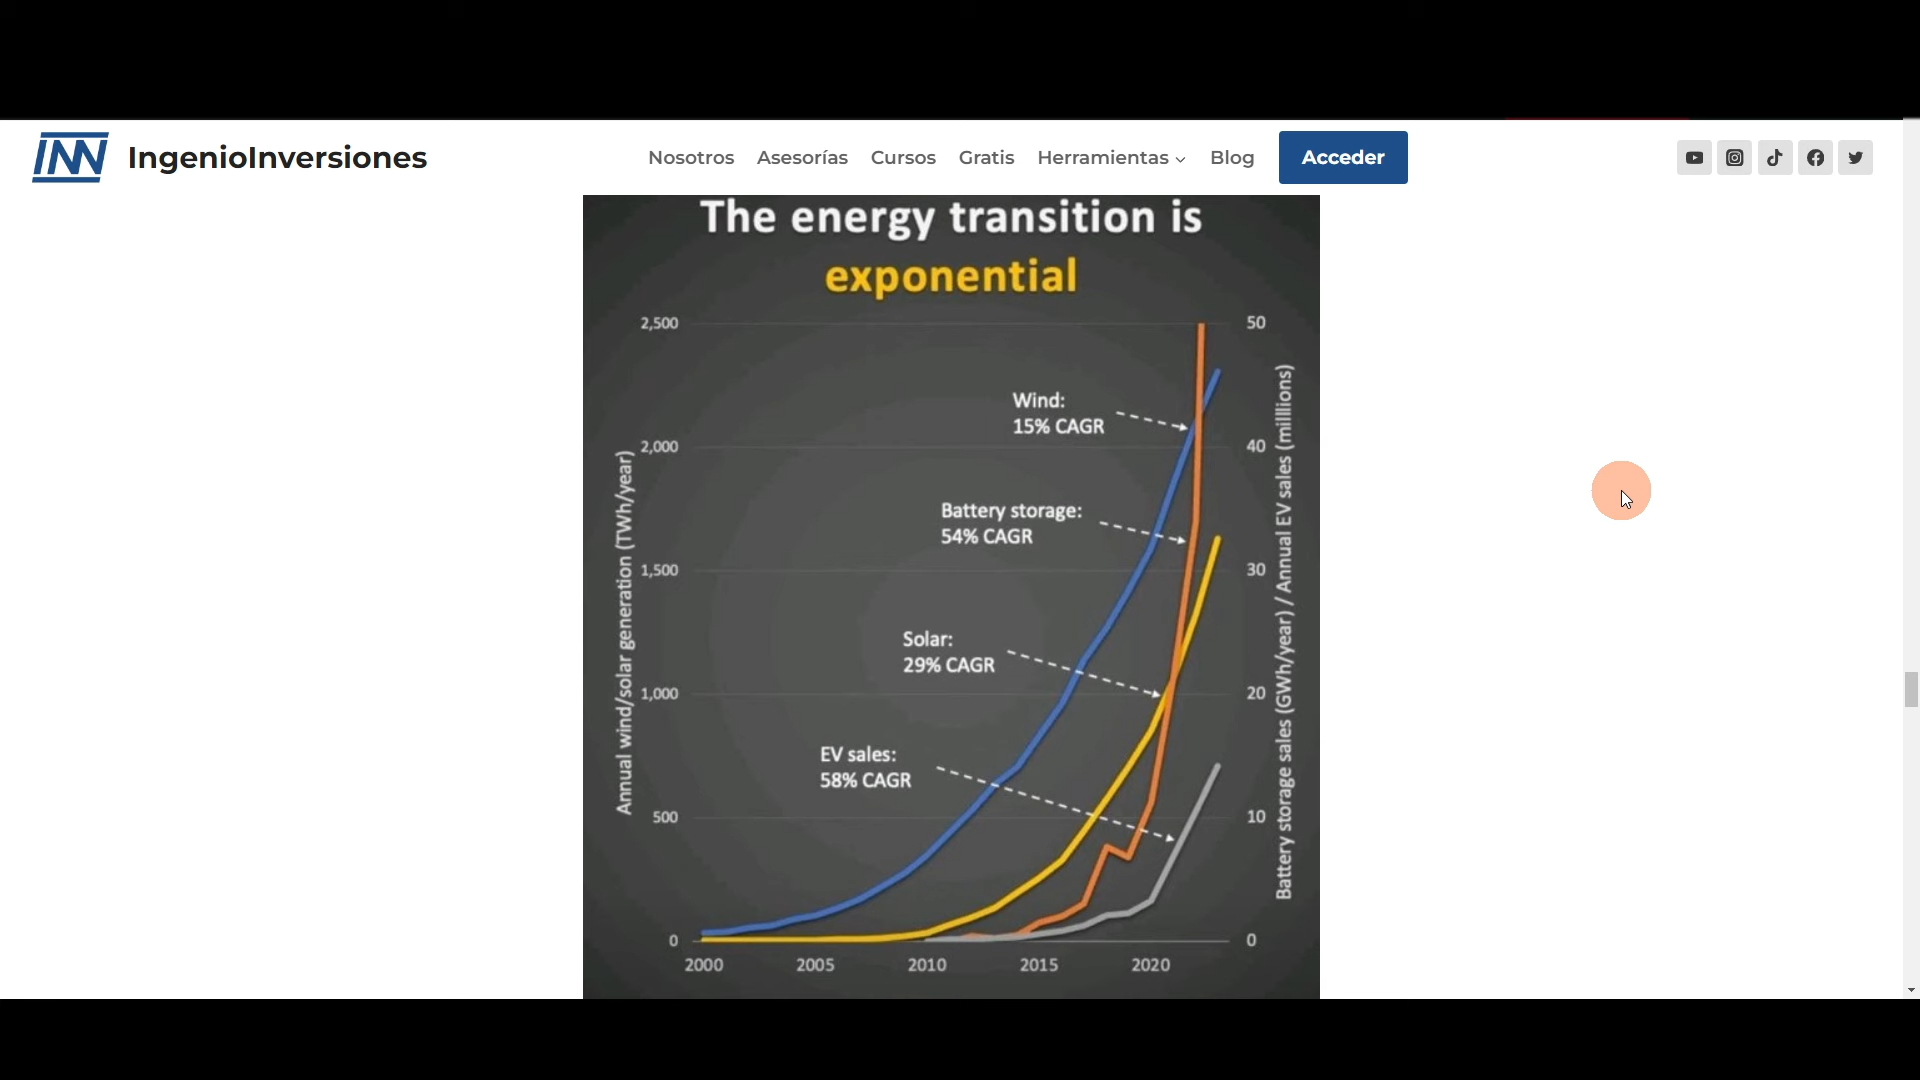 INN IngenioInversiones
Nosotros Asesorías Cursos Gratis Herramientas Blog Acceder
The energy transition is
exponential
2,500
2,000
1,500
1,000
500
0
Annual wind/solar generation (TWh/year)
Wind:
15% CAGR
Battery storage:
54% CAGR
Solar:
29% CAGR
EV sales:
58% CAGR
50
40
30
20
10
0
Battery storage sales (GWh/year) / Annual EV sales (milllions)
2000 2005 2010 2015 2020